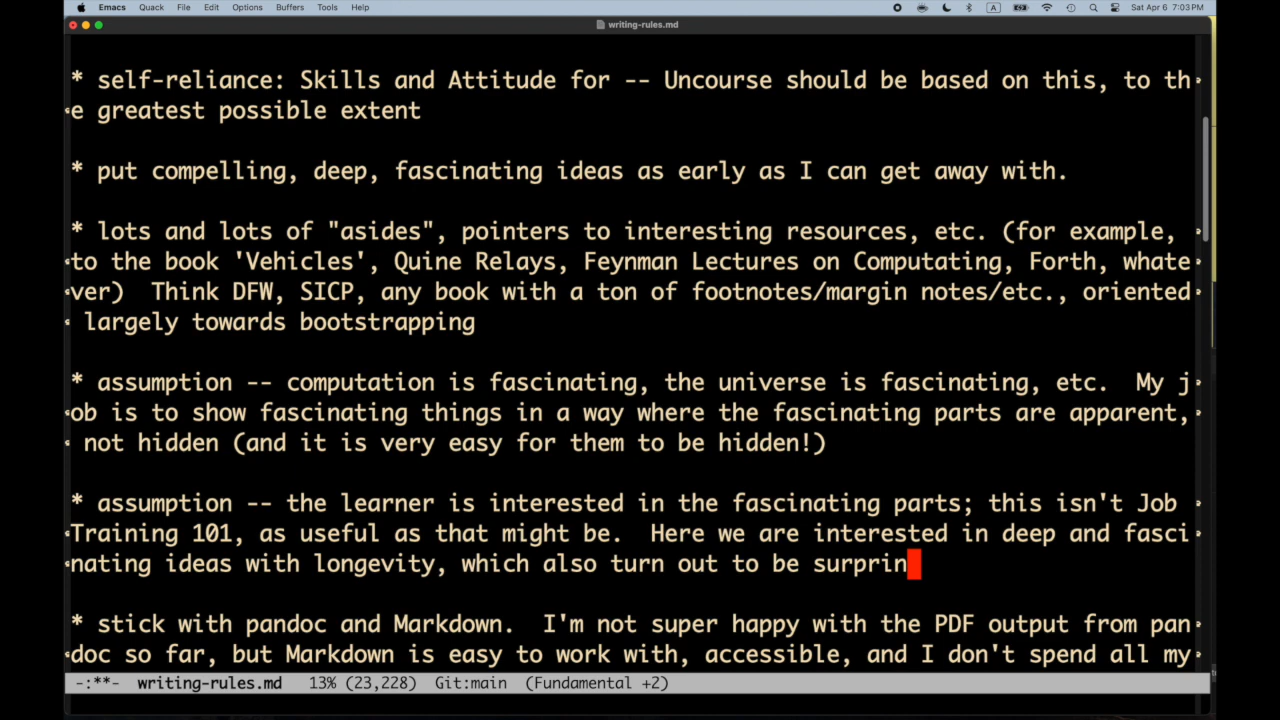 Emacs Quack File Edit Options Buffers Tools Help A Sat Apr 6 7:03 PM
writing-rules.md
* self-reliance: Skills and Attitude for -- Uncourse should be based on this, to th
e greatest possible extent
* put compelling, deep, fascinating ideas as early as I can get away with.
* lots and lots of "asides", pointers to interesting resources, etc. (for example,
to the book 'Vehicles', Quine Relays, Feynman Lectures on Computating, Forth, whate
ver)  Think DFW, SICP, any book with a ton of footnotes/margin notes/etc., oriented
largely towards bootstrapping
* assumption -- computation is fascinating, the universe is fascinating, etc.  My j
ob is to show fascinating things in a way where the fascinating parts are apparent,
not hidden (and it is very easy for them to be hidden!)
* assumption -- the learner is interested in the fascinating parts; this isn't Job
Training 101, as useful as that might be.  Here we are interested in deep and fasci
nating ideas with longevity, which also turn out to be surprin
* stick with pandoc and Markdown.  I'm not super happy with the PDF output from pan
doc so far, but Markdown is easy to work with, accessible, and I don't spend all my
-:**-  writing-rules.md   13% (23,228)  Git:main  (Fundamental +2)